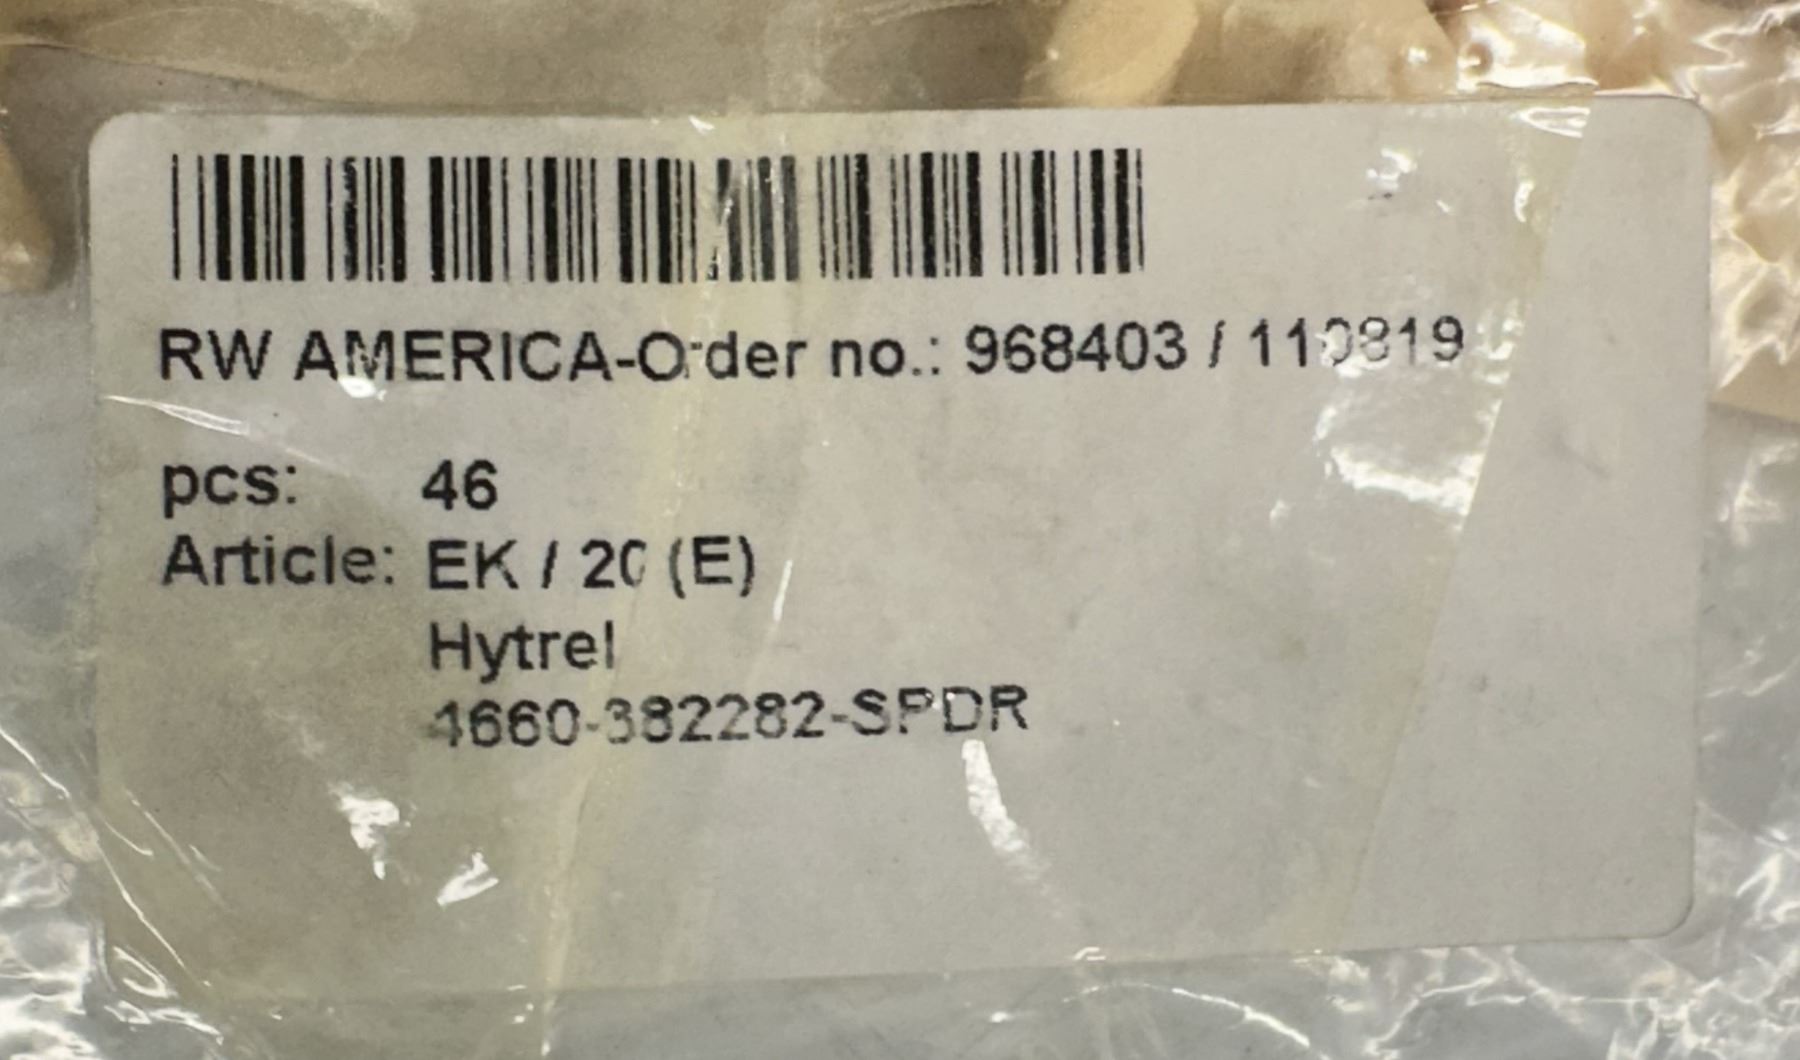 RW AMERICA-Order no.: 968403 / 110819
pcs: 46
Article: EK / 20 (E)
Hytrel
4660-382282-SPDR